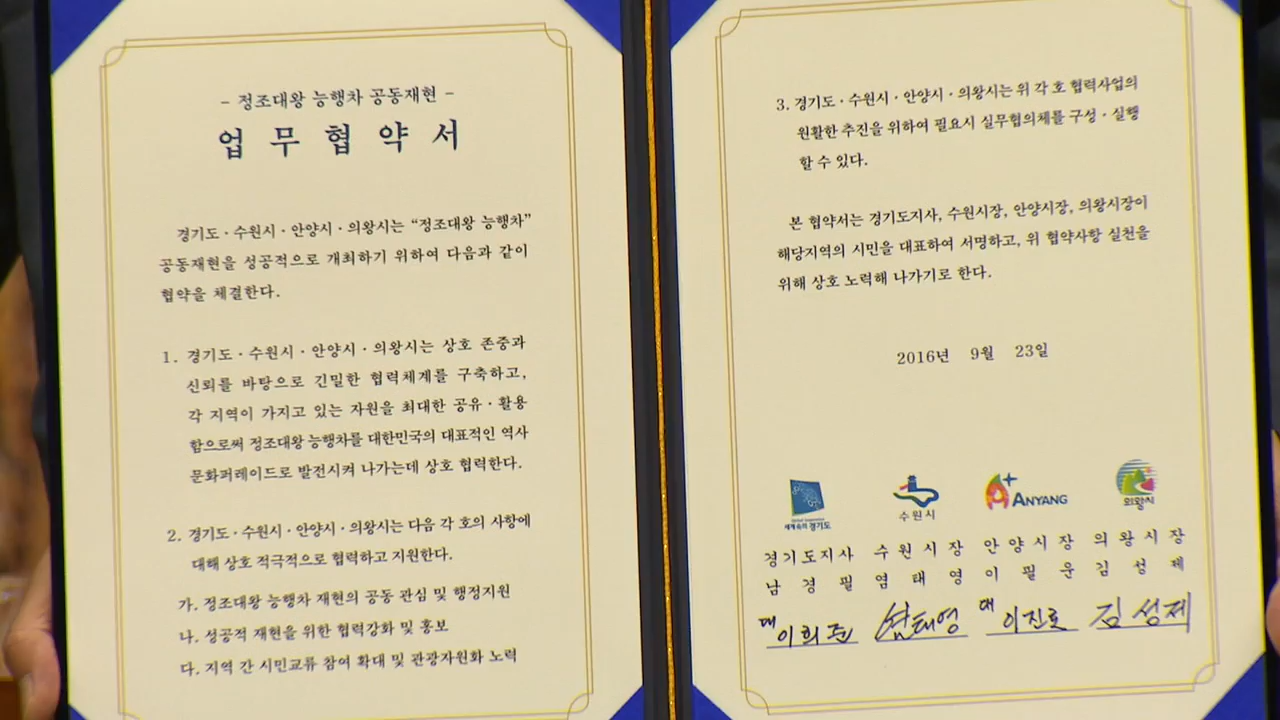 - 정조대왕 능행차 공동재현 -
업 무 협 약 서
경기도 · 수원시 · 안양시 · 의왕시는 “정조대왕 능행차”
공동재현을 성공적으로 개최하기 위하여 다음과 같이
협약을 체결한다.
1. 경기도 · 수원시 · 안양시 · 의왕시는 상호 존중과
신뢰를 바탕으로 긴밀한 협력체계를 구축하고,
각 지역이 가지고 있는 자원을 최대한 공유 · 활용
함으로써 정조대왕 능행차를 대한민국의 대표적인 역사
문화퍼레이드로 발전시켜 나가는데 상호 협력한다.
2. 경기도 · 수원시 · 안양시 · 의왕시는 다음 각 호의 사항에
대해 상호 적극적으로 협력하고 지원한다.
가. 정조대왕 능행차 재현의 공동 관심 및 행정지원
나. 성공적 재현을 위한 협력강화 및 홍보
다. 지역 간 시민교류 참여 확대 및 관광자원화 노력
3. 경기도 · 수원시 · 안양시 · 의왕시는 위 각 호 협력사업의
원활한 추진을 위하여 필요시 실무협의체를 구성 · 실행
할 수 있다.
본 협약서는 경기도지사, 수원시장, 안양시장, 의왕시장이
해당지역의 시민을 대표하여 서명하고, 위 협약사항 실천을
위해 상호 노력해 나가기로 한다.
2016년 9월 23일
세계속의 경기도
수원시
A+ ANYANG
의왕시
경기도지사 수원시장 안양시장 의왕시장
남 경 필 염 태 영 이 필 운 김 성 제
대 이희준 염태영 대 이진호 김성제